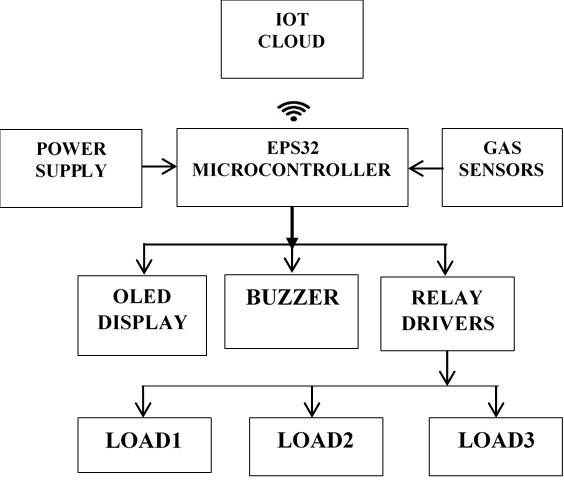 IOT
CLOUD
POWER
SUPPLY
EPS32
MICROCONTROLLER
GAS
SENSORS
OLED
DISPLAY
BUZZER
RELAY
DRIVERS
LOAD1
LOAD2
LOAD3